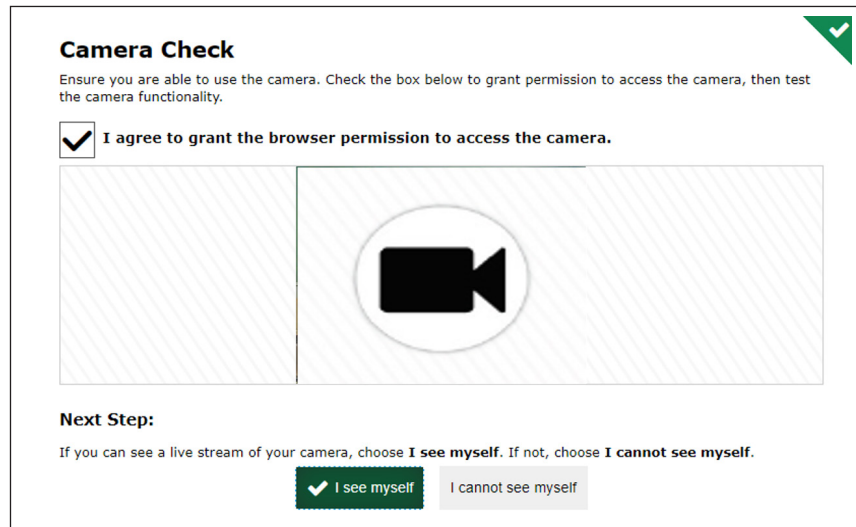 Camera Check
Ensure you are able to use the camera. Check the box below to grant permission to access the camera, then test
the camera functionality.
I agree to grant the browser permission to access the camera.
Next Step:
If you can see a live stream of your camera, choose I see myself. If not, choose I cannot see myself.
I see myself
I cannot see myself